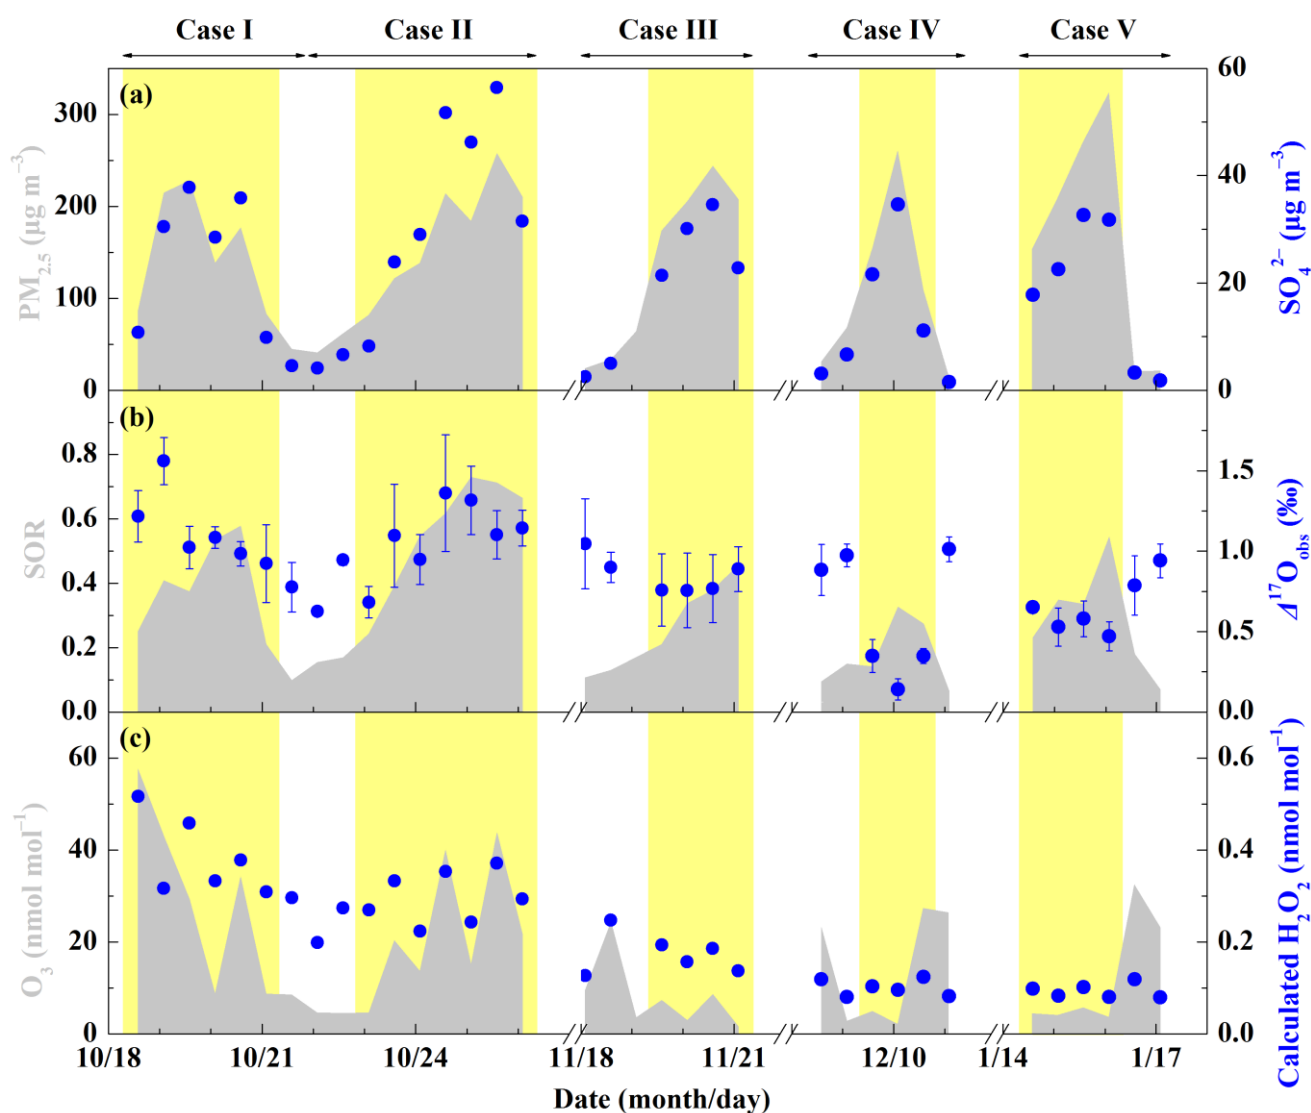 Case I Case II Case III Case IV Case V
(a)
300
200
100
0
PM2.5 (μg m−3)
60
40
20
0
SO42− (μg m−3)
(b)
0.8
0.6
0.4
0.2
0.0
SOR
1.5
1.0
0.5
0.0
Δ17Oobs (‰)
(c)
60
40
20
0
O3 (nmol mol−1)
0.6
0.4
0.2
0.0
Calculated H2O2 (nmol mol−1)
10/18 10/21 10/24 11/18 11/21 12/10 1/14 1/17
Date (month/day)